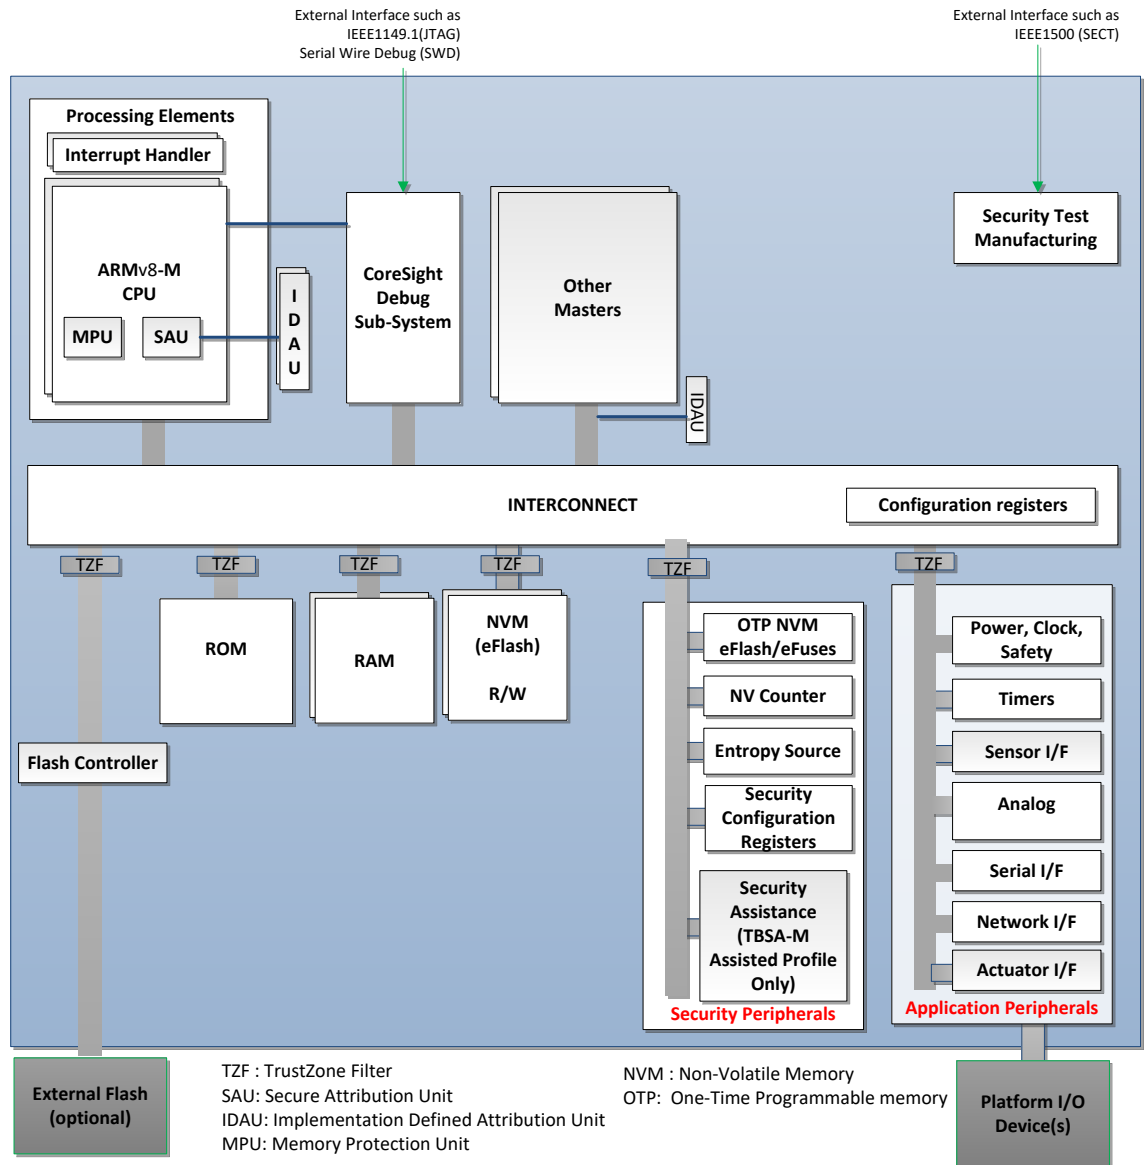 External Interface such as
IEEE1149.1(JTAG)
Serial Wire Debug (SWD)
External Interface such as
IEEE1500 (SECT)
Processing Elements
Interrupt Handler
ARMv8-M
CPU
MPU
SAU
I
D
A
U
CoreSight
Debug
Sub-System
Other
Masters
IDAU
Security Test
Manufacturing
INTERCONNECT
Configuration registers
TZF
TZF
TZF
TZF
TZF
TZF
ROM
RAM
NVM
(eFlash)
R/W
Flash Controller
OTP NVM
eFlash/eFuses
NV Counter
Entropy Source
Security
Configuration
Registers
Security
Assistance
(TBSA-M
Assisted Profile
Only)
Security Peripherals
Power, Clock,
Safety
Timers
Sensor I/F
Analog
Serial I/F
Network I/F
Actuator I/F
Application Peripherals
External Flash
(optional)
TZF : TrustZone Filter
SAU: Secure Attribution Unit
IDAU: Implementation Defined Attribution Unit
MPU: Memory Protection Unit
NVM : Non-Volatile Memory
OTP: One-Time Programmable memory
Platform I/O
Device(s)